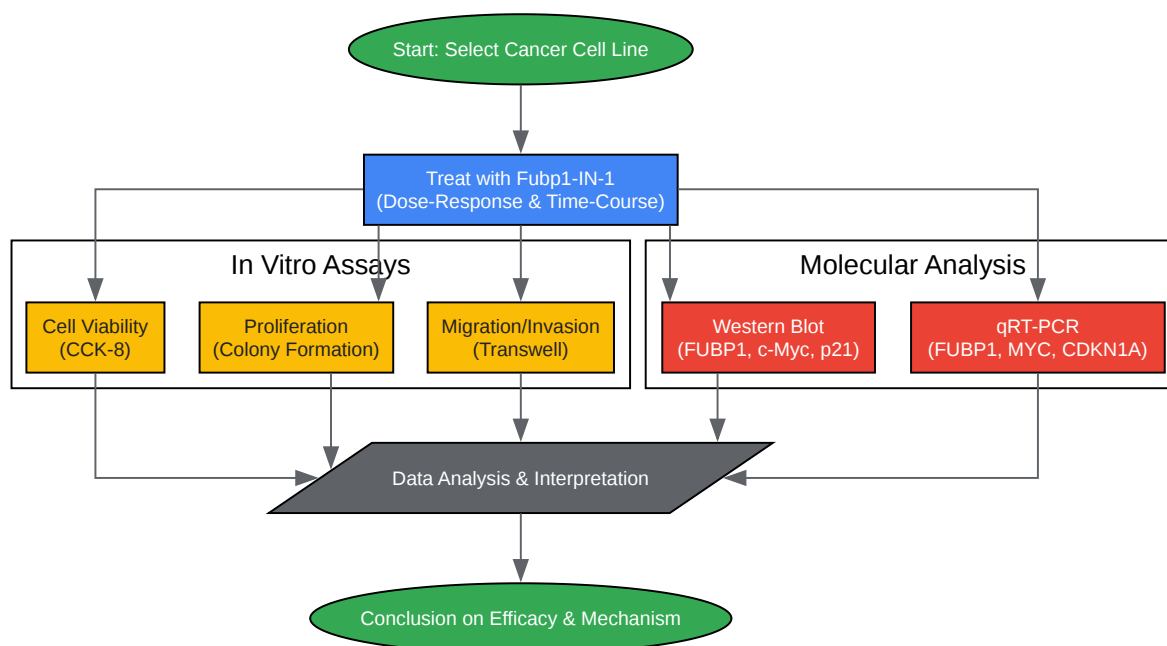 Start: Select Cancer Cell Line
Treat with Fubp1-IN-1
(Dose-Response & Time-Course)
In Vitro Assays
Molecular Analysis
Cell Viability
(CCK-8)
Proliferation
(Colony Formation)
Migration/Invasion
(Transwell)
Western Blot
(FUBP1, c-Myc, p21)
qRT-PCR
(FUBP1, MYC, CDKN1A)
Data Analysis & Interpretation
Conclusion on Efficacy & Mechanism